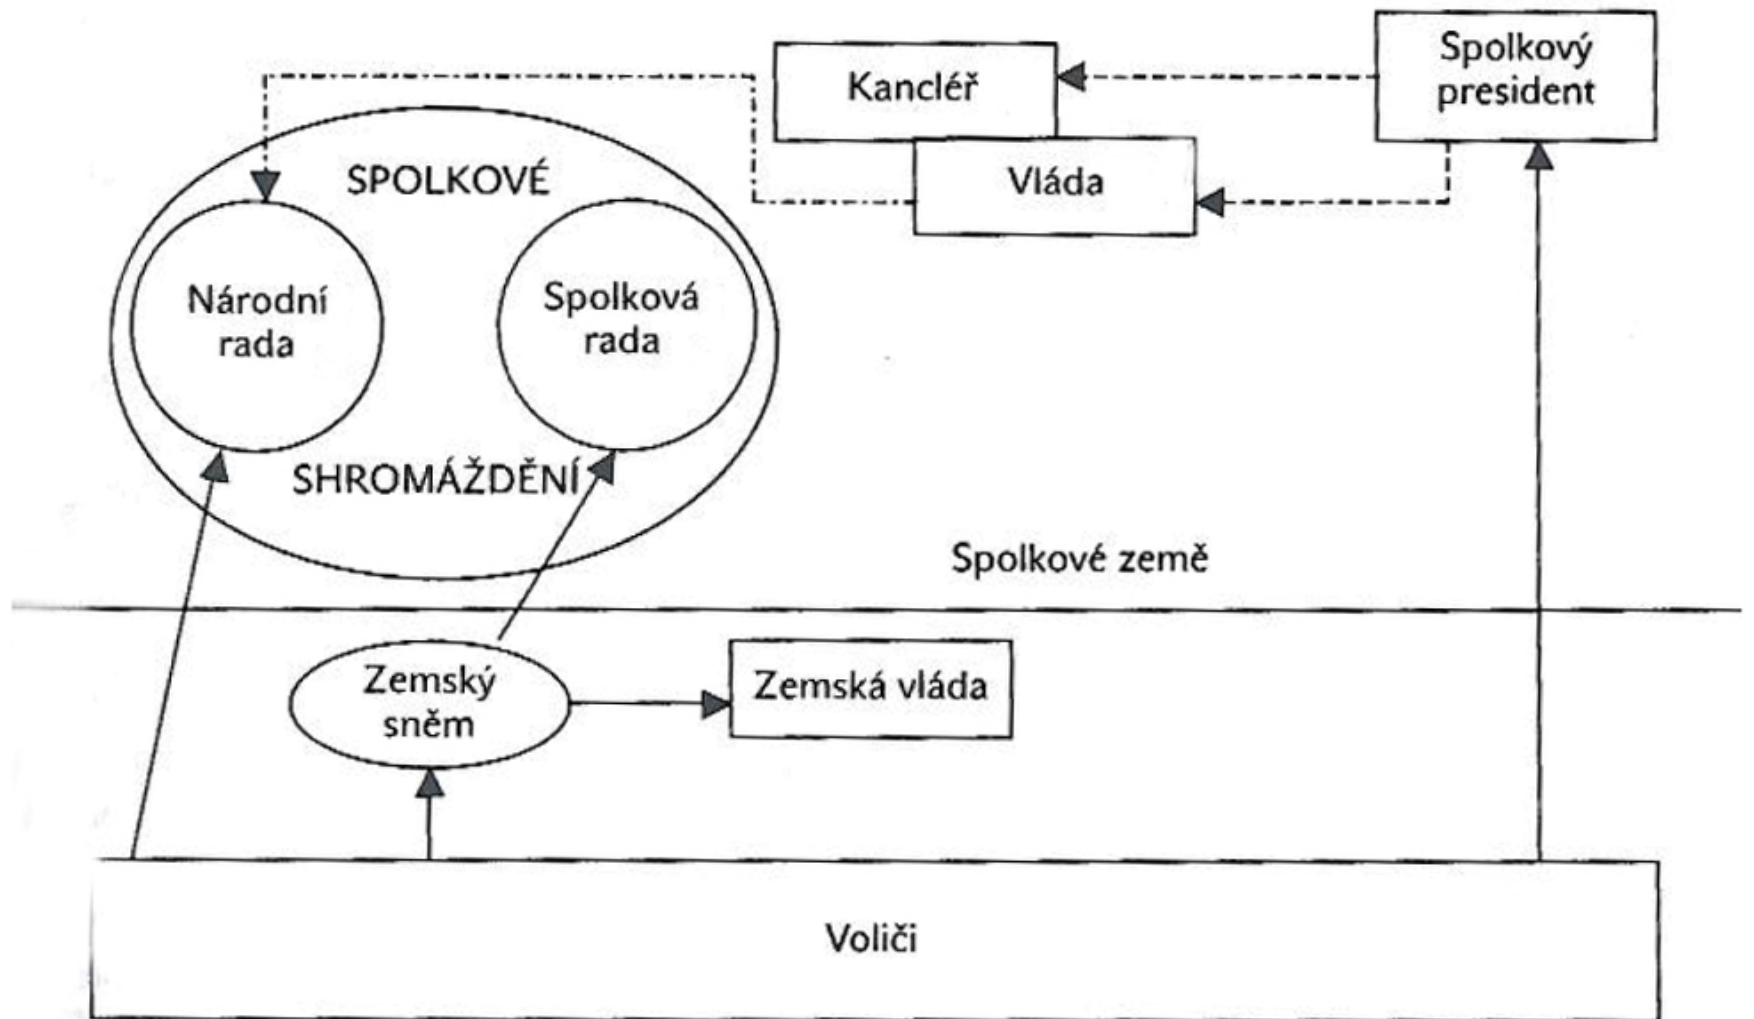 Spolkový
president
Kancléř
Vláda
SPOLKOVÉ
Národní
rada
Spolková
rada
SHROMÁŽDĚNÍ
Spolkové země
Zemský
sněm
Zemská vláda
Voliči